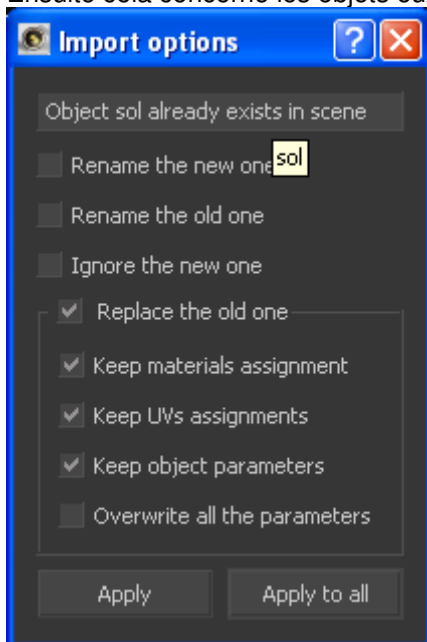 Ensuite cela concerne les objets
Import options
Object sol already exists in scene
Rename the new one
sol
Rename the old one
Ignore the new one
Replace the old one
Keep materials assignment
Keep UVs assignments
Keep object parameters
Overwrite all the parameters
Apply
Apply to all